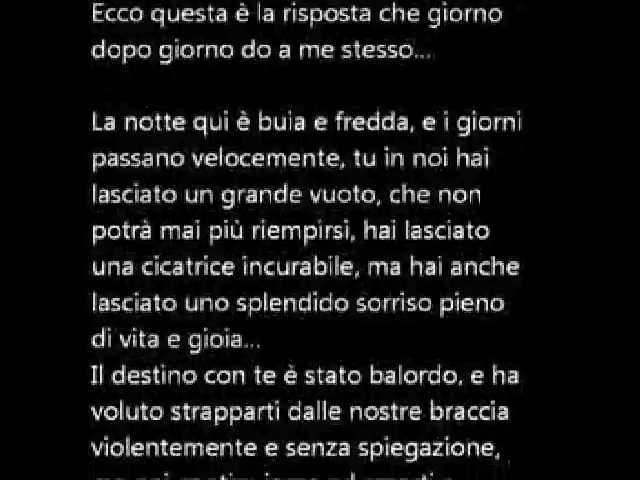 Ecco questa è la risposta che giorno
dopo giorno do a me stesso...
La notte qui è buia e fredda, e i giorni
passano velocemente, tu in noi hai
lasciato un grande vuoto, che non
potrà mai più riempirsi, hai lasciato
una cicatrice incurabile, ma hai anche
lasciato uno splendido sorriso pieno
di vita e gioia...
Il destino con te è stato balordo, e ha
voluto strapparti dalle nostre braccia
violentemente e senza spiegazione,